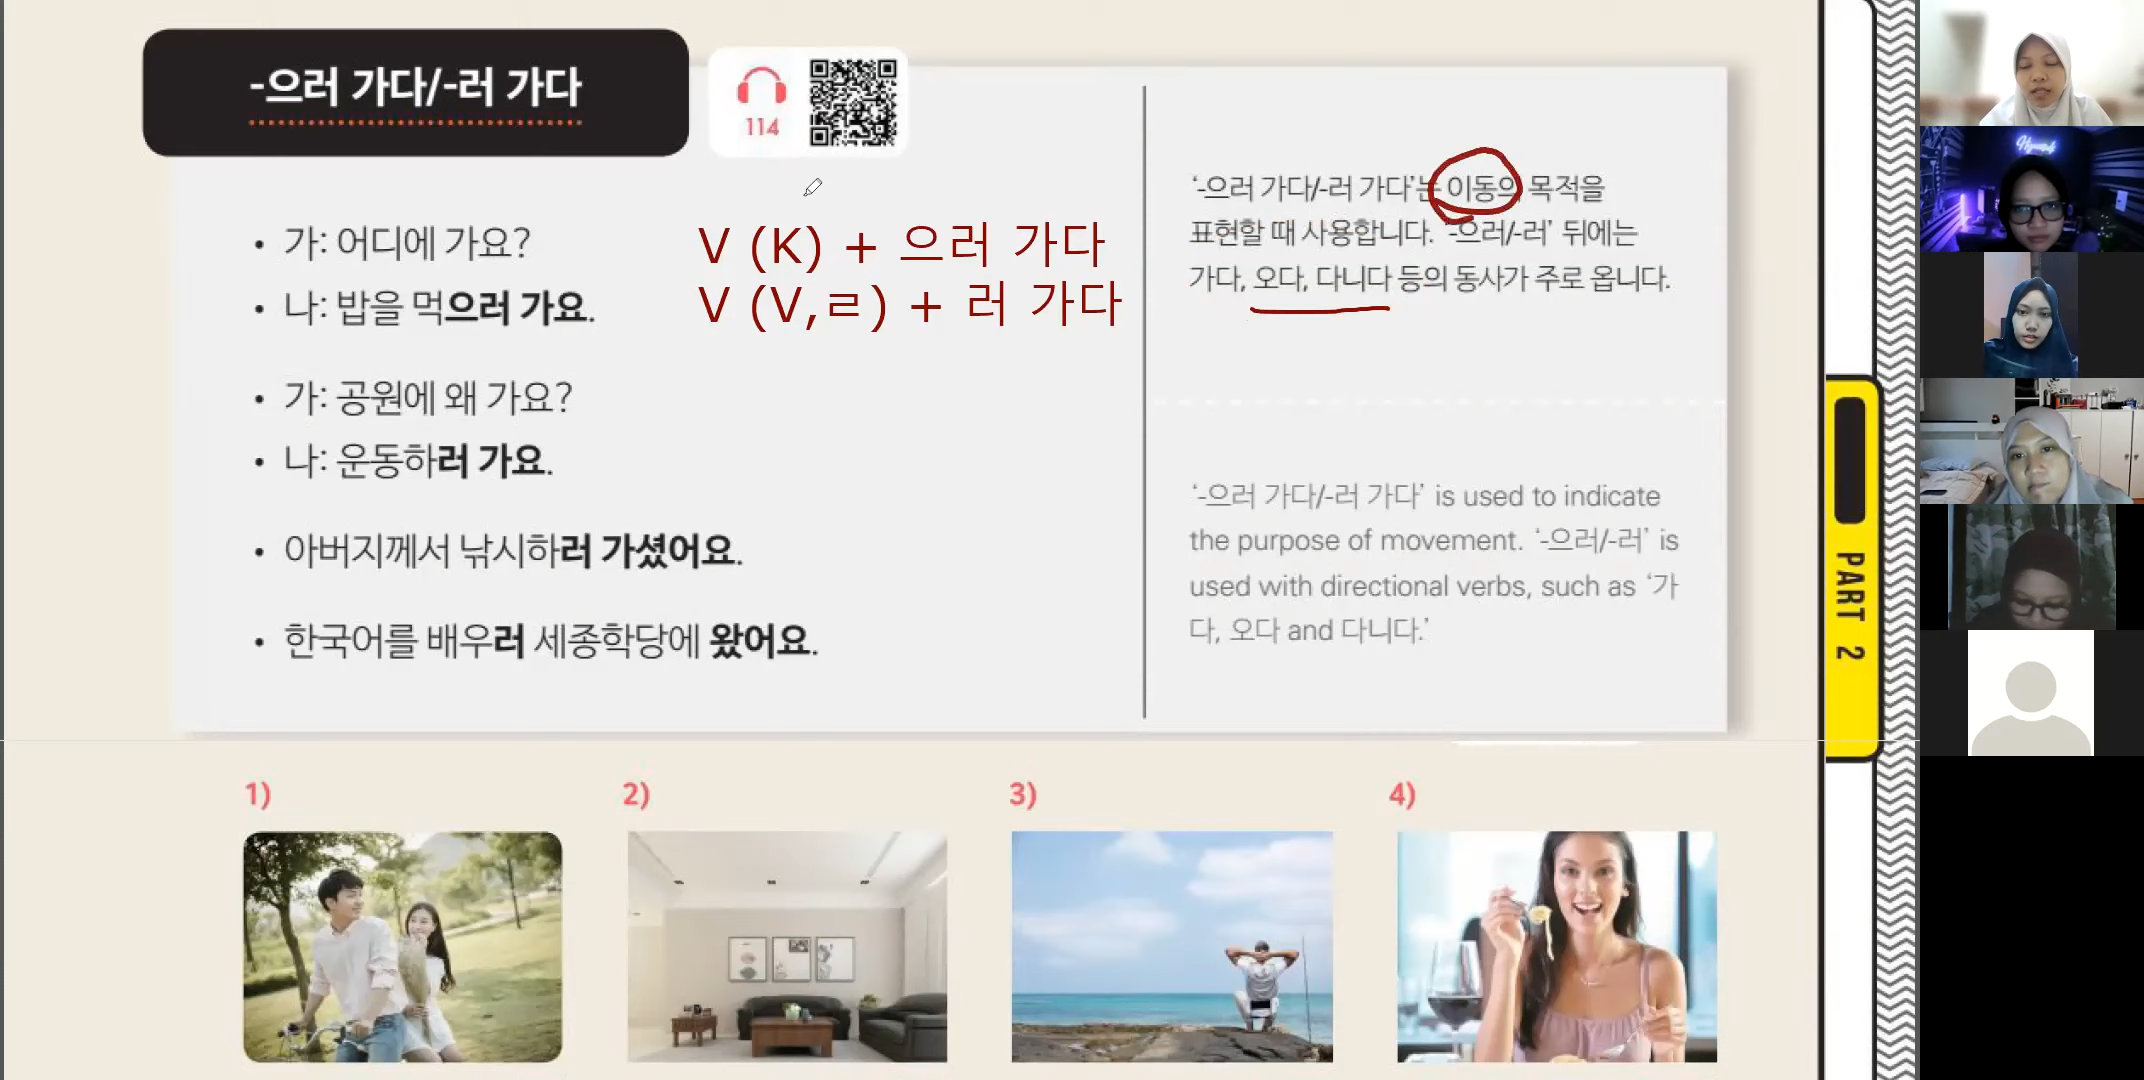 -으러 가다/-러 가다
114
• 가: 어디에 가요?
• 나: 밥을 먹으러 가요.
• 가: 공원에 왜 가요?
• 나: 운동하러 가요.
• 아버지께서 낚시하러 가셨어요.
• 한국어를 배우러 세종학당에 왔어요.
V (K) + 으러 가다
V (V,ㄹ) + 러 가다
‘-으러 가다/-러 가다’는 이동의 목적을
표현할 때 사용합니다. ‘-으러/-러’ 뒤에는
가다, 오다, 다니다 등의 동사가 주로 옵니다.
‘-으러 가다/-러 가다’ is used to indicate
the purpose of movement. ‘-으러/-러’ is
used with directional verbs, such as ‘가
다, 오다 and 다니다.’
PART 2
1)
2)
3)
4)